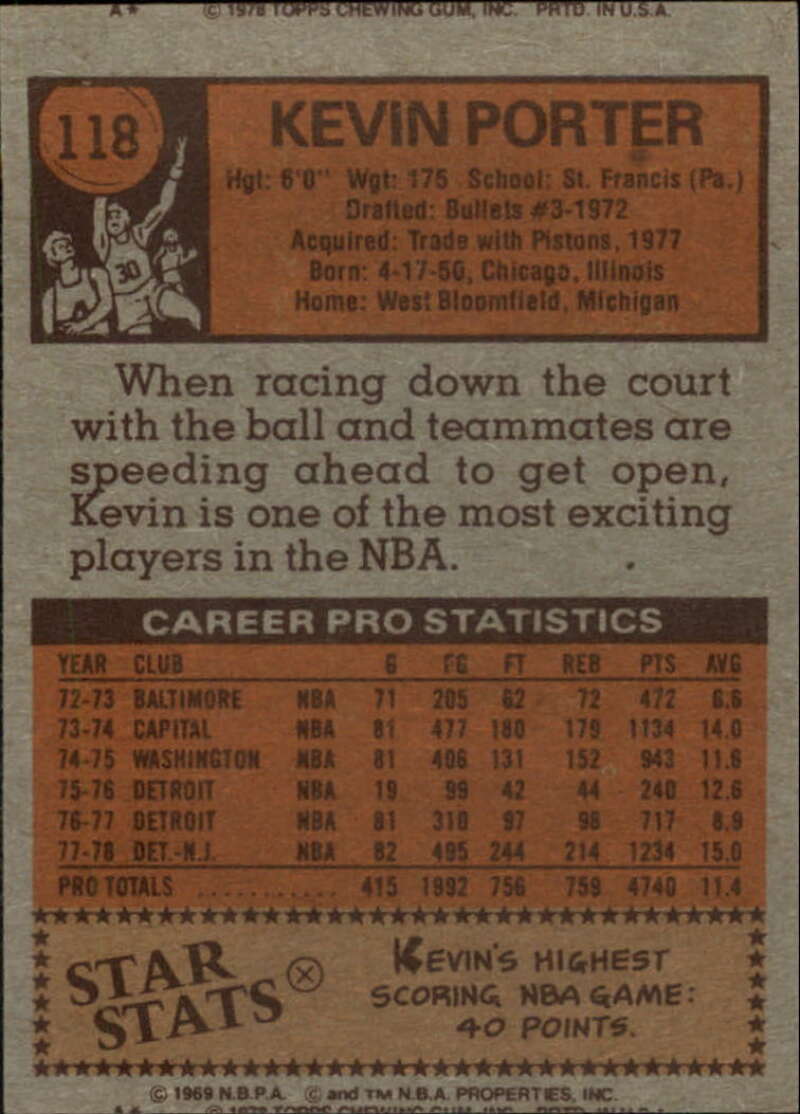 A* © 1978 TOPPS CHEWING GUM, INC. PRTD. IN U.S.A.
118
KEVIN PORTER
Hgt: 6'0" Wgt: 175 School: St. Francis (Pa.)
Drafted: Bullets #3-1972
Acquired: Trade with Pistons, 1977
Born: 4-17-50, Chicago, Illinois
Home: West Bloomfield, Michigan
30
When racing down the court
with the ball and teammates are
speeding ahead to get open,
Kevin is one of the most exciting
players in the NBA.
CAREER PRO STATISTICS
YEAR CLUB G FG FT REB PTS AVG
72-73 BALTIMORE NBA 71 205 62 72 472 6.6
73-74 CAPITAL NBA 81 477 180 179 1134 14.0
74-75 WASHINGTON NBA 81 406 131 152 943 11.6
75-76 DETROIT NBA 19 99 42 44 240 12.6
76-77 DETROIT NBA 81 310 97 98 717 8.9
77-78 DET.-N.J. NBA 82 495 244 214 1234 15.0
PRO TOTALS ............ 415 1992 756 759 4740 11.4
STAR
STATS
KEVIN'S HIGHEST
SCORING NBA GAME:
40 POINTS.
© 1969 N.B.P.A. © and TM N.B.A. PROPERTIES, INC.
© 1978 TOPPS CHEWING GUM, INC. PRTD. IN U.S.A.